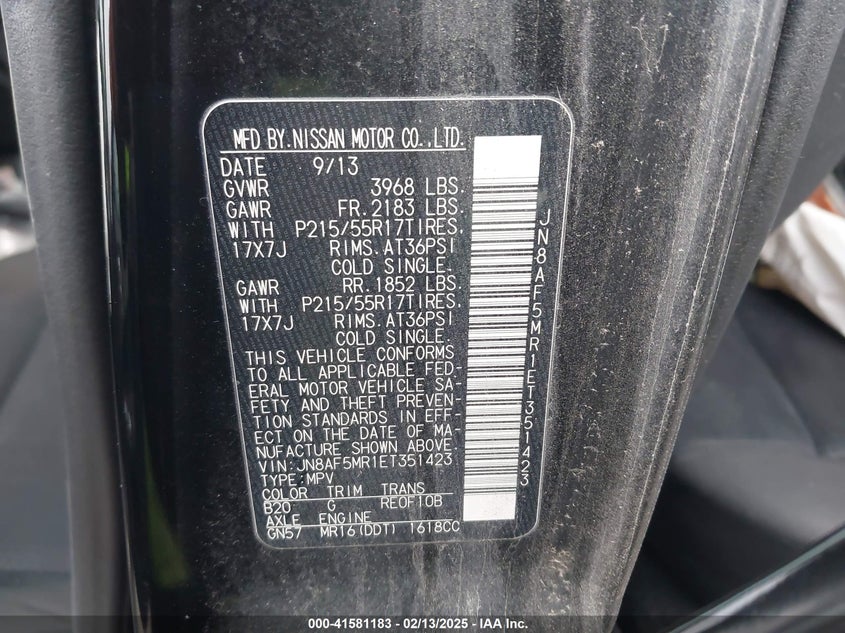 MFD BY.NISSAN MOTOR CO.,LTD.
DATE 9/13
GVWR 3968 LBS.
GAWR FR.2183 LBS.
WITH P215/55R17TIRES.
17X7J RIMS.AT36PSI
COLD SINGLE.
GAWR RR.1852 LBS.
WITH P215/55R17TIRES.
17X7J RIMS.AT36PSI
COLD SINGLE.
THIS VEHICLE CONFORMS
TO ALL APPLICABLE FED-
ERAL MOTOR VEHICLE SA-
FETY AND THEFT PREVEN-
TION STANDARDS IN EFF-
ECT ON THE DATE OF MA-
NUFACTURE SHOWN ABOVE.
VIN:JN8AF5MR1ET351423
TYPE:MPV
COLOR TRIM TRANS
B20 G RE0F10B
AXLE ENGINE
GN57 MR16(DDT) 1618CC
JN8AF5MR1ET351423
000-41581183 - 02/13/2025 - IAA Inc.